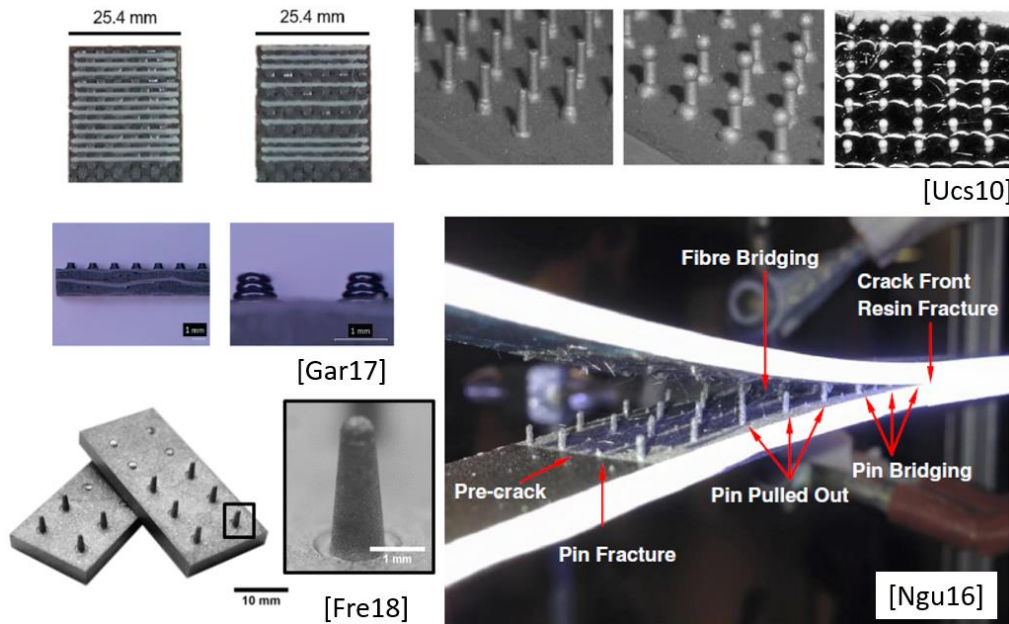 25.4 mm
25.4 mm
[Ucs10]
1 mm
1 mm
[Gar17]
Fibre Bridging
Crack Front
Resin Fracture
Pre-crack
Pin Fracture
Pin Pulled Out
Pin Bridging
[Ngu16]
1 mm
10 mm
[Fre18]